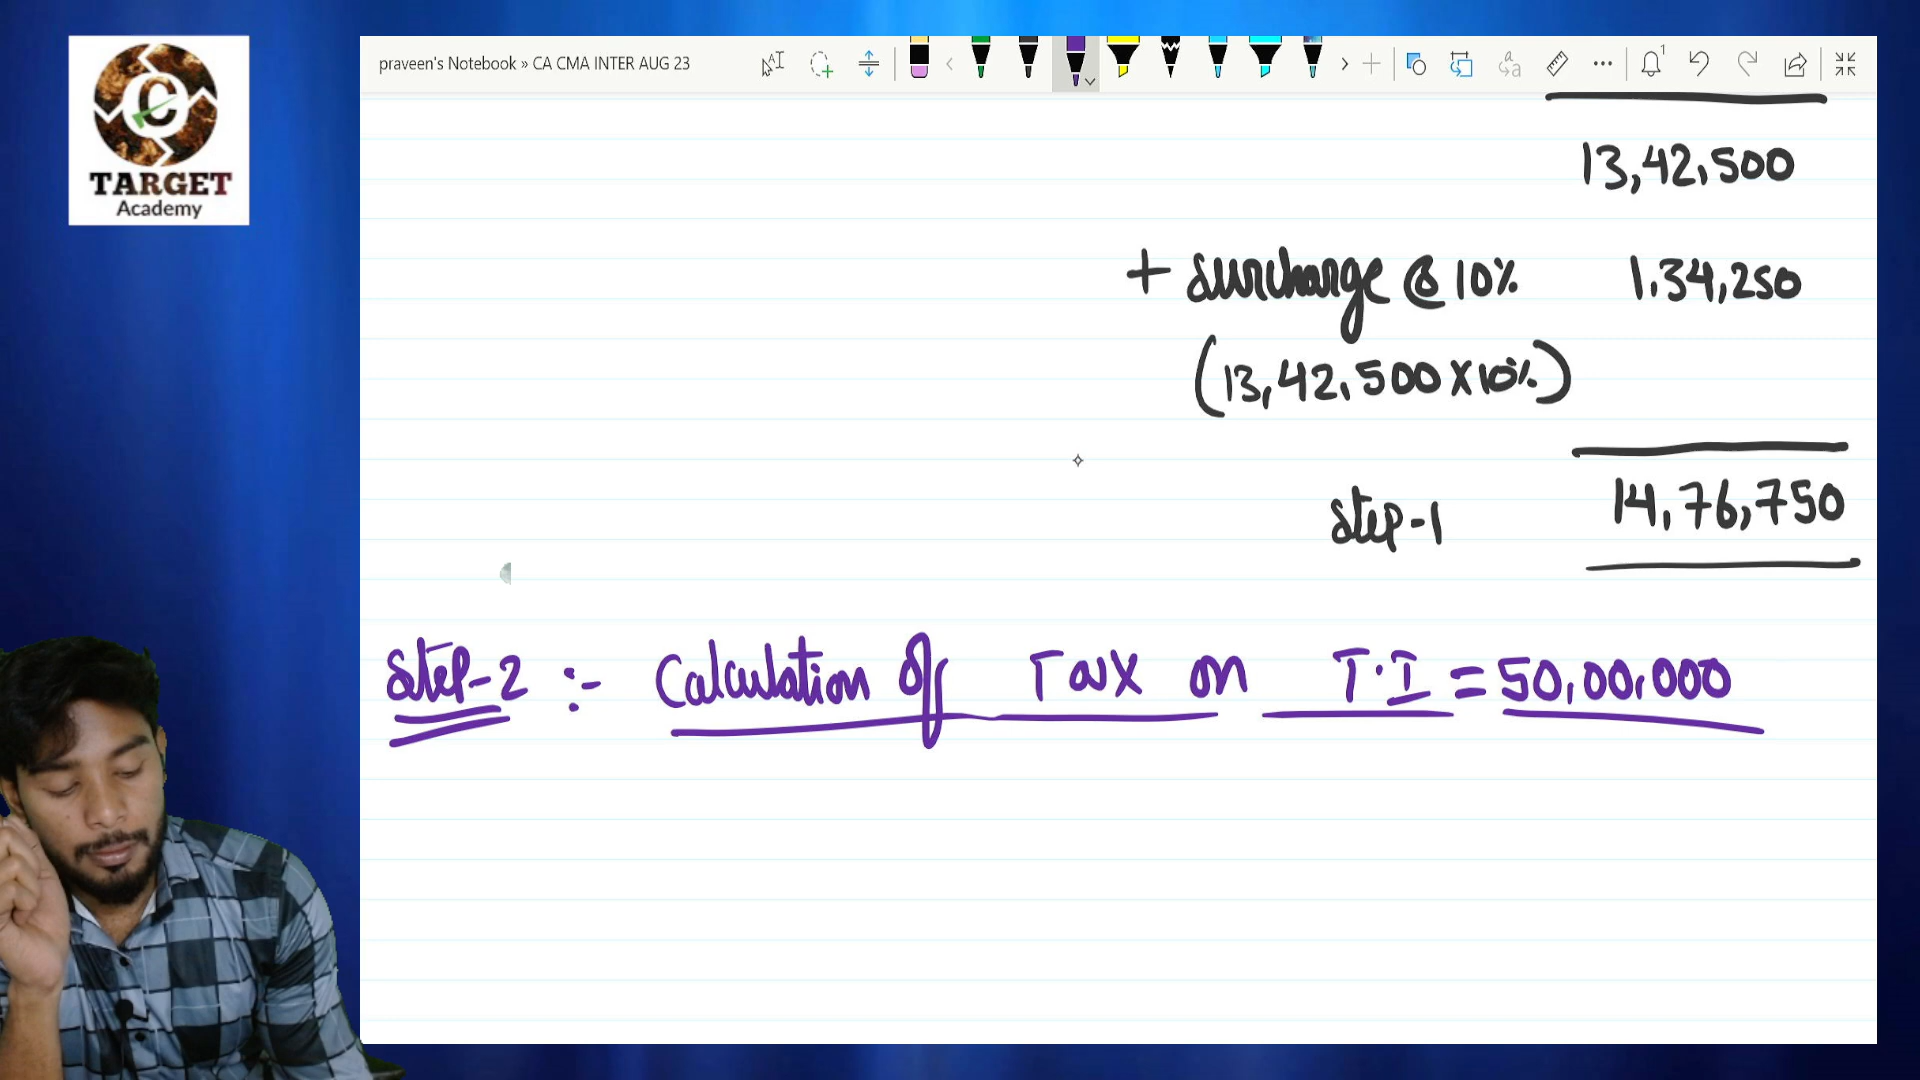 TARGET
Academy
praveen's Notebook » CA CMA INTER AUG 23
13,42,500
+ surcharge @ 10% 1,34,250
(13,42,500 X 10%)
Step-1 14,76,750
Step-2 :- Calculation of Tax on T.I = 50,00,000